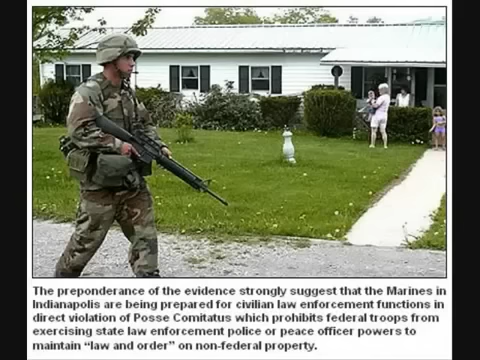 The preponderance of the evidence strongly suggest that the Marines in
Indianapolis are being prepared for civilian law enforcement functions in
direct violation of Posse Comitatus which prohibits federal troops from
exercising state law enforcement police or peace officer powers to
maintain “law and order” on non-federal property.